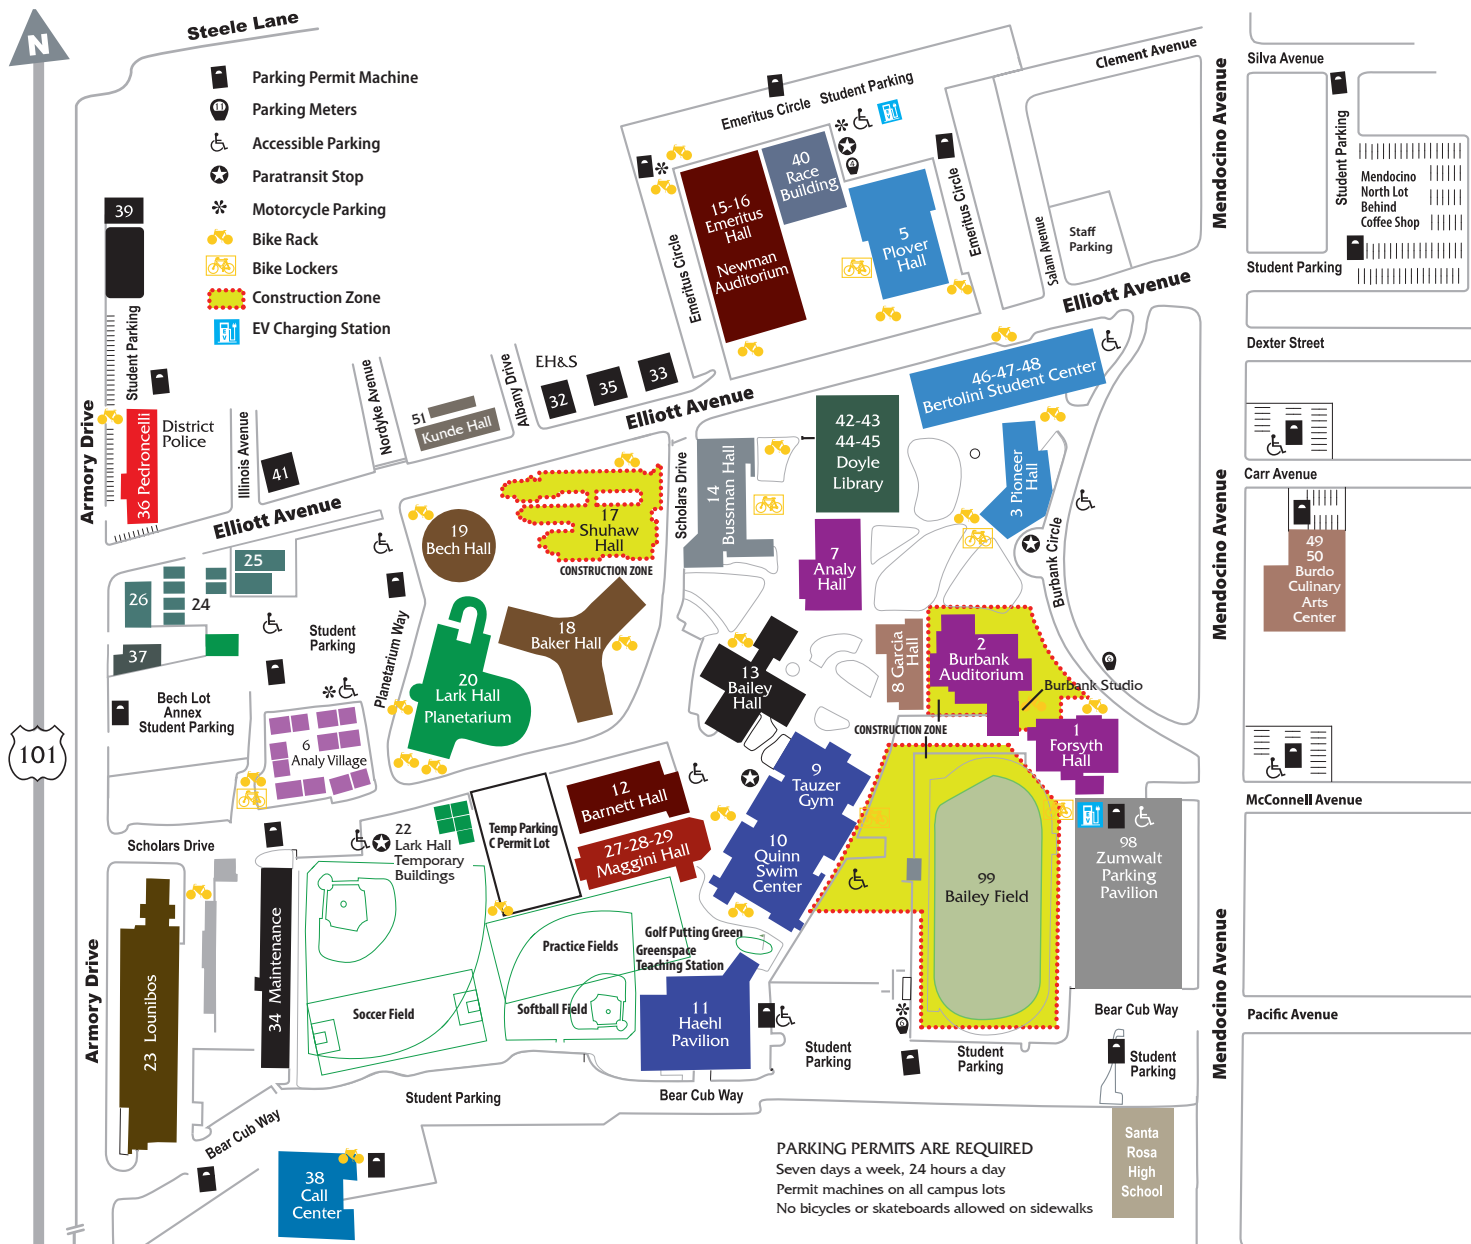 Steele Lane
N
Parking Permit Machine
11
Parking Meters
Accessible Parking
Paratransit Stop
Motorcycle Parking
Bike Rack
Bike Lockers
Construction Zone
EV Charging Station
Clement Avenue
Silva Avenue
Student Parking
Emeritus Circle
Mendocino Avenue
Student Parking
Mendocino
North Lot
Behind
Coffee Shop
Student Parking
40
Race
Building
15-16
Emeritus
Hall
Newman
Auditorium
5
Plover
Hall
Emeritus Circle
Emeritus Circle
Salam Avenue
Staff
Parking
Elliott Avenue
39
Student Parking
Dexter Street
EH&S
32
35
33
Albany Drive
Nordyke Avenue
51
Kunde Hall
Elliott Avenue
46-47-48
Bertolini Student Center
Armory Drive
36 Pedroncelli
District
Police
Illinois Avenue
41
Elliott Avenue
42-43
44-45
Doyle
Library
Scholars Drive
14
Bussman Hall
3 Pioneer
Hall
Carr Avenue
Mendocino Avenue
19
Bech Hall
17
Shuhaw
Hall
CONSTRUCTION ZONE
7
Analy
Hall
Burbank Circle
49
50
Burdo
Culinary
Arts
Center
25
26
24
37
Student
Parking
Planetarium Way
18
Baker Hall
20
Lark Hall
Planetarium
13
Bailey
Hall
8 Garcia
Hall
2
Burbank
Auditorium
Burbank Studio
Bech Lot
Annex
Student Parking
6
Analy Village
101
CONSTRUCTION ZONE
1
Forsyth
Hall
12
Barnett Hall
9
Tauzer
Gym
McConnell Avenue
Scholars Drive
22
Lark Hall
Temporary
Buildings
Temp Parking
C Permit Lot
27-28-29
Maggini Hall
10
Quinn
Swim
Center
99
Bailey Field
98
Zumwalt
Parking
Pavilion
34 Maintenance
Armory Drive
23 Lounibos
Practice Fields
Golf Putting Green
Greenspace
Teaching Station
Soccer Field
Softball Field
11
Haehl
Pavilion
Bear Cub Way
Mendocino Avenue
Pacific Avenue
Student
Parking
Student
Parking
Student
Parking
Student Parking
Bear Cub Way
Bear Cub Way
38
Call
Center
PARKING PERMITS ARE REQUIRED
Seven days a week, 24 hours a day
Permit machines on all campus lots
No bicycles or skateboards allowed on sidewalks
Santa
Rosa
High
School